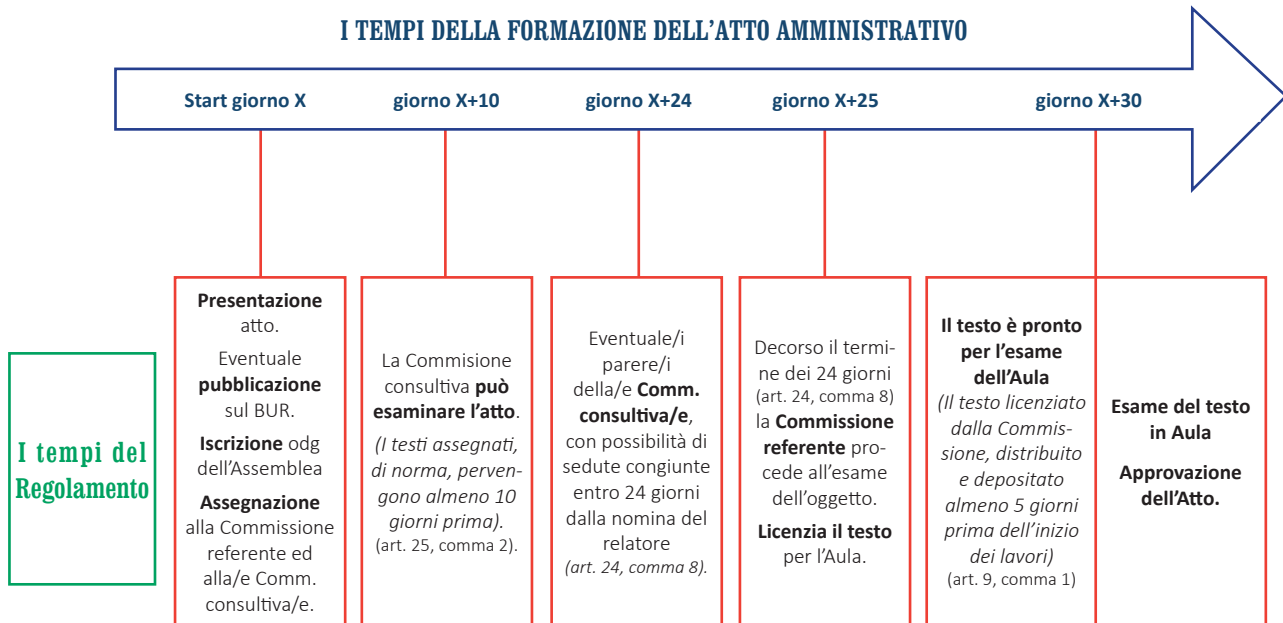 I TEMPI DELLA FORMAZIONE DELL'ATTO AMMINISTRATIVO
Start giorno X
giorno X+10
giorno X+24
giorno X+25
giorno X+30
I tempi del
Regolamento
Presentazione
atto.
Eventuale
pubblicazione
sul BUR.
Iscrizione odg
dell'Assemblea
Assegnazione
alla Commissione
referente ed
alla/e Comm.
consultiva/e.
La Commisione
consultiva può
esaminare l'atto.
(I testi assegnati,
di norma, perven-
gono almeno 10
giorni prima).
(art. 25, comma 2).
Eventuale/i
parere/i
della/e Comm.
consultiva/e,
con possibilità di
sedute congiunte
entro 24 giorni
dalla nomina del
relatore
(art. 24, comma 8).
Decorso il termi-
ne dei 24 giorni
(art. 24, comma 8)
la Commissione
referente pro-
cede all'esame
dell'oggetto.
Licenzia il testo
per l'Aula.
Il testo è pronto
per l'esame
dell'Aula
(Il testo licenziato
dalla Commis-
sione, distribuito
e depositato
almeno 5 giorni
prima dell'inizio
dei lavori)
(art. 9, comma 1)
Esame del testo
in Aula
Approvazione
dell'Atto.